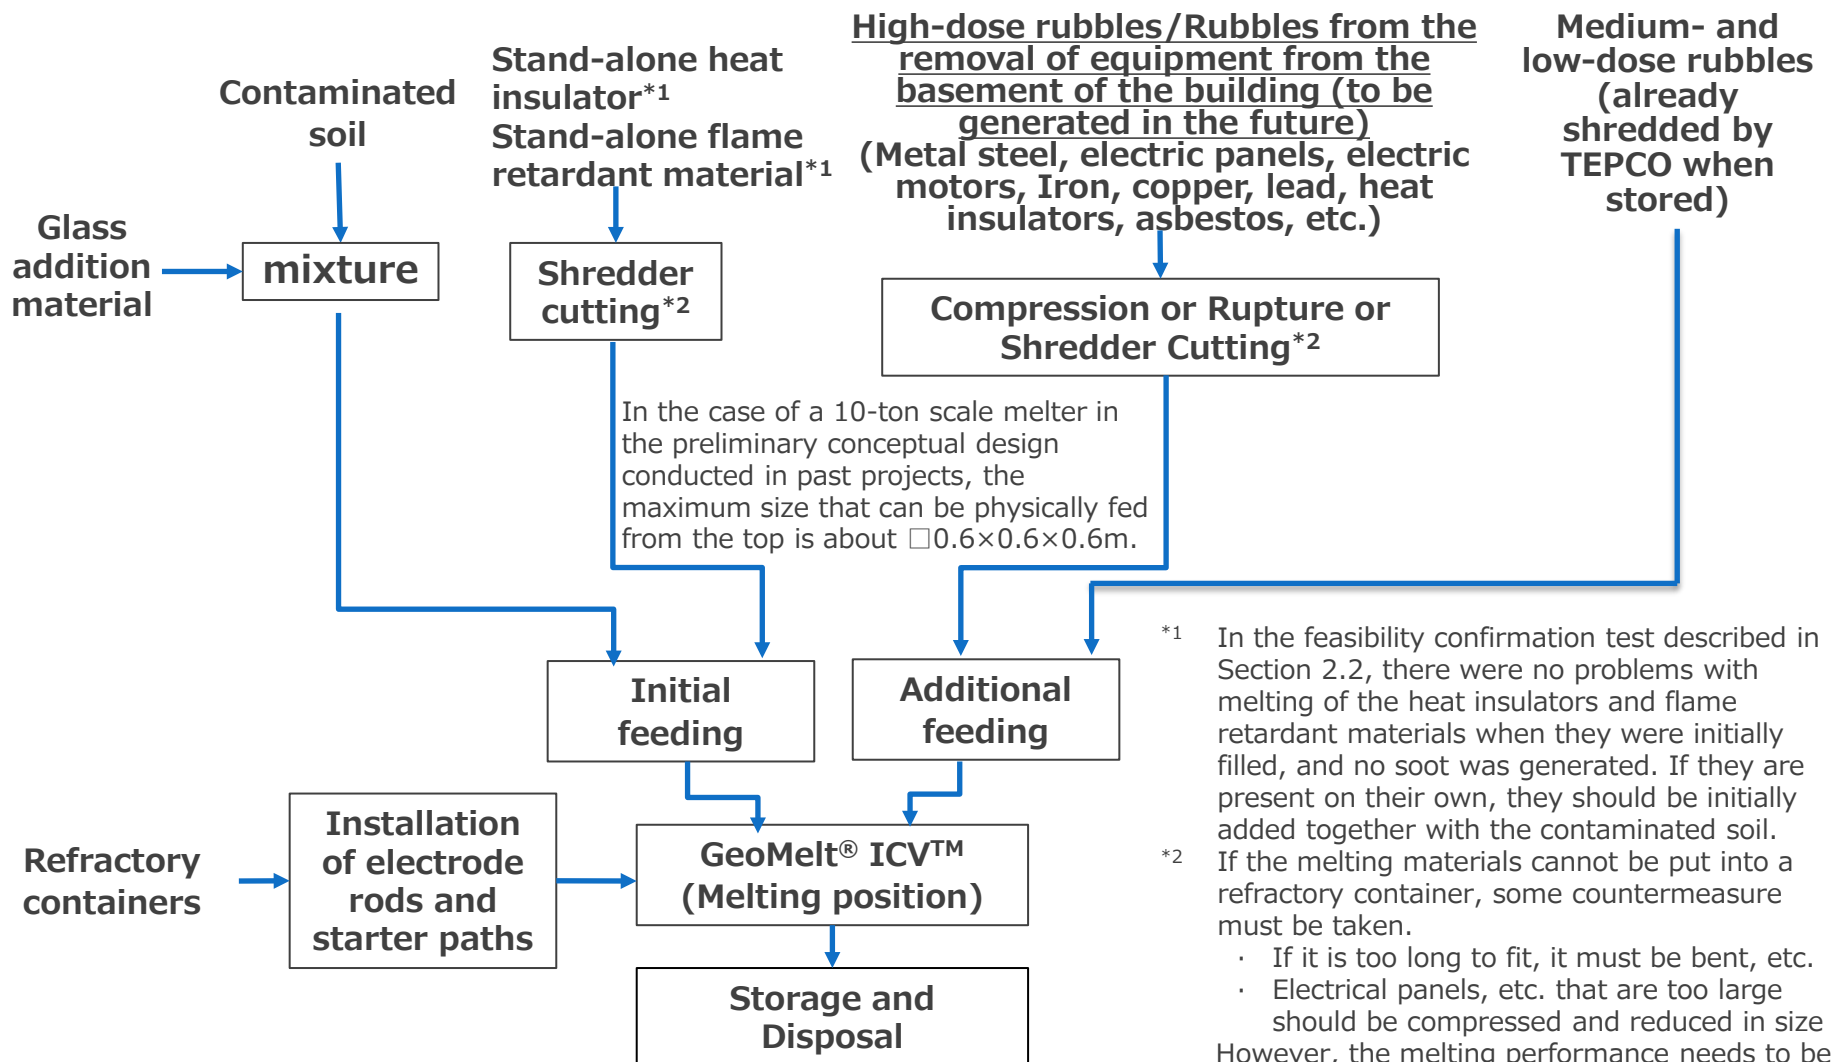 Contaminated
soil
Stand-alone heat
insulator*1
Stand-alone flame
retardant material*1
High-dose rubbles/Rubbles from the
removal of equipment from the
basement of the building (to be
generated in the future)
(Metal steel, electric panels, electric
motors, Iron, copper, lead, heat
insulators, asbestos, etc.)
Medium- and
low-dose rubbles
(already
shredded by
TEPCO when
stored)
Glass
addition
material
mixture
Shredder
cutting*2
Compression or Rupture or
Shredder Cutting*2
In the case of a 10-ton scale melter in
the preliminary conceptual design
conducted in past projects, the
maximum size that can be physically fed
from the top is about □0.6×0.6×0.6m.
Initial
feeding
Additional
feeding
Refractory
containers
Installation
of electrode
rods and
starter paths
GeoMelt® ICV™
(Melting position)
Storage and
Disposal
*1 In the feasibility confirmation test described in
Section 2.2, there were no problems with
melting of the heat insulators and flame
retardant materials when they were initially
filled, and no soot was generated. If they are
present on their own, they should be initially
added together with the contaminated soil.
*2 If the melting materials cannot be put into a
refractory container, some countermeasure
must be taken.
· If it is too long to fit, it must be bent, etc.
· Electrical panels, etc. that are too large
should be compressed and reduced in size
However, the melting performance needs to be